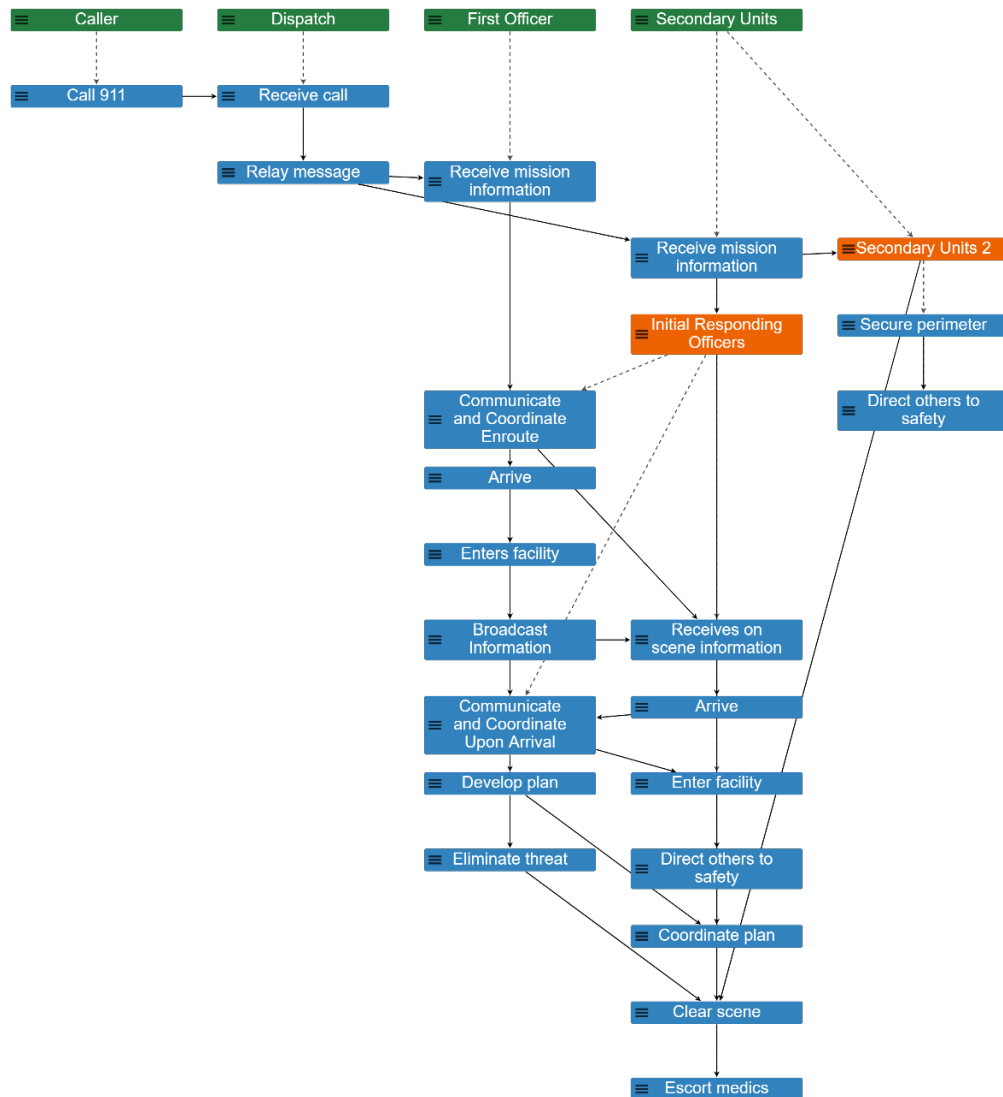 Caller
Dispatch
First Officer
Secondary Units
Call 911
Receive call
Relay message
Receive mission
information
Receive mission
information
Secondary Units 2
Initial Responding
Officers
Secure perimeter
Communicate
and Coordinate
Enroute
Direct others to
safety
Arrive
Enters facility
Broadcast
Information
Receives on
scene information
Communicate
and Coordinate
Upon Arrival
Arrive
Develop plan
Enter facility
Eliminate threat
Direct others to
safety
Coordinate plan
Clear scene
Escort medics